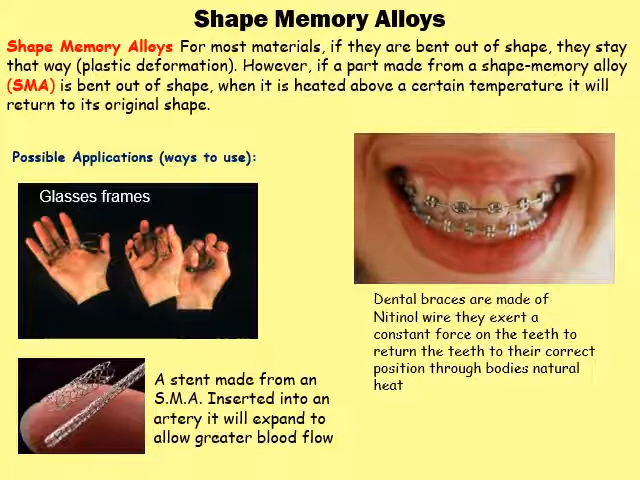 Shape Memory Alloys
Shape Memory Alloys For most materials, if they are bent out of shape, they stay
that way (plastic deformation). However, if a part made from a shape-memory alloy
(SMA) is bent out of shape, when it is heated above a certain temperature it will
return to its original shape.
Possible Applications (ways to use):
Glasses frames
Dental braces are made of
Nitinol wire they exert a
constant force on the teeth to
return the teeth to their correct
position through bodies natural
heat
A stent made from an
S.M.A. Inserted into an
artery it will expand to
allow greater blood flow